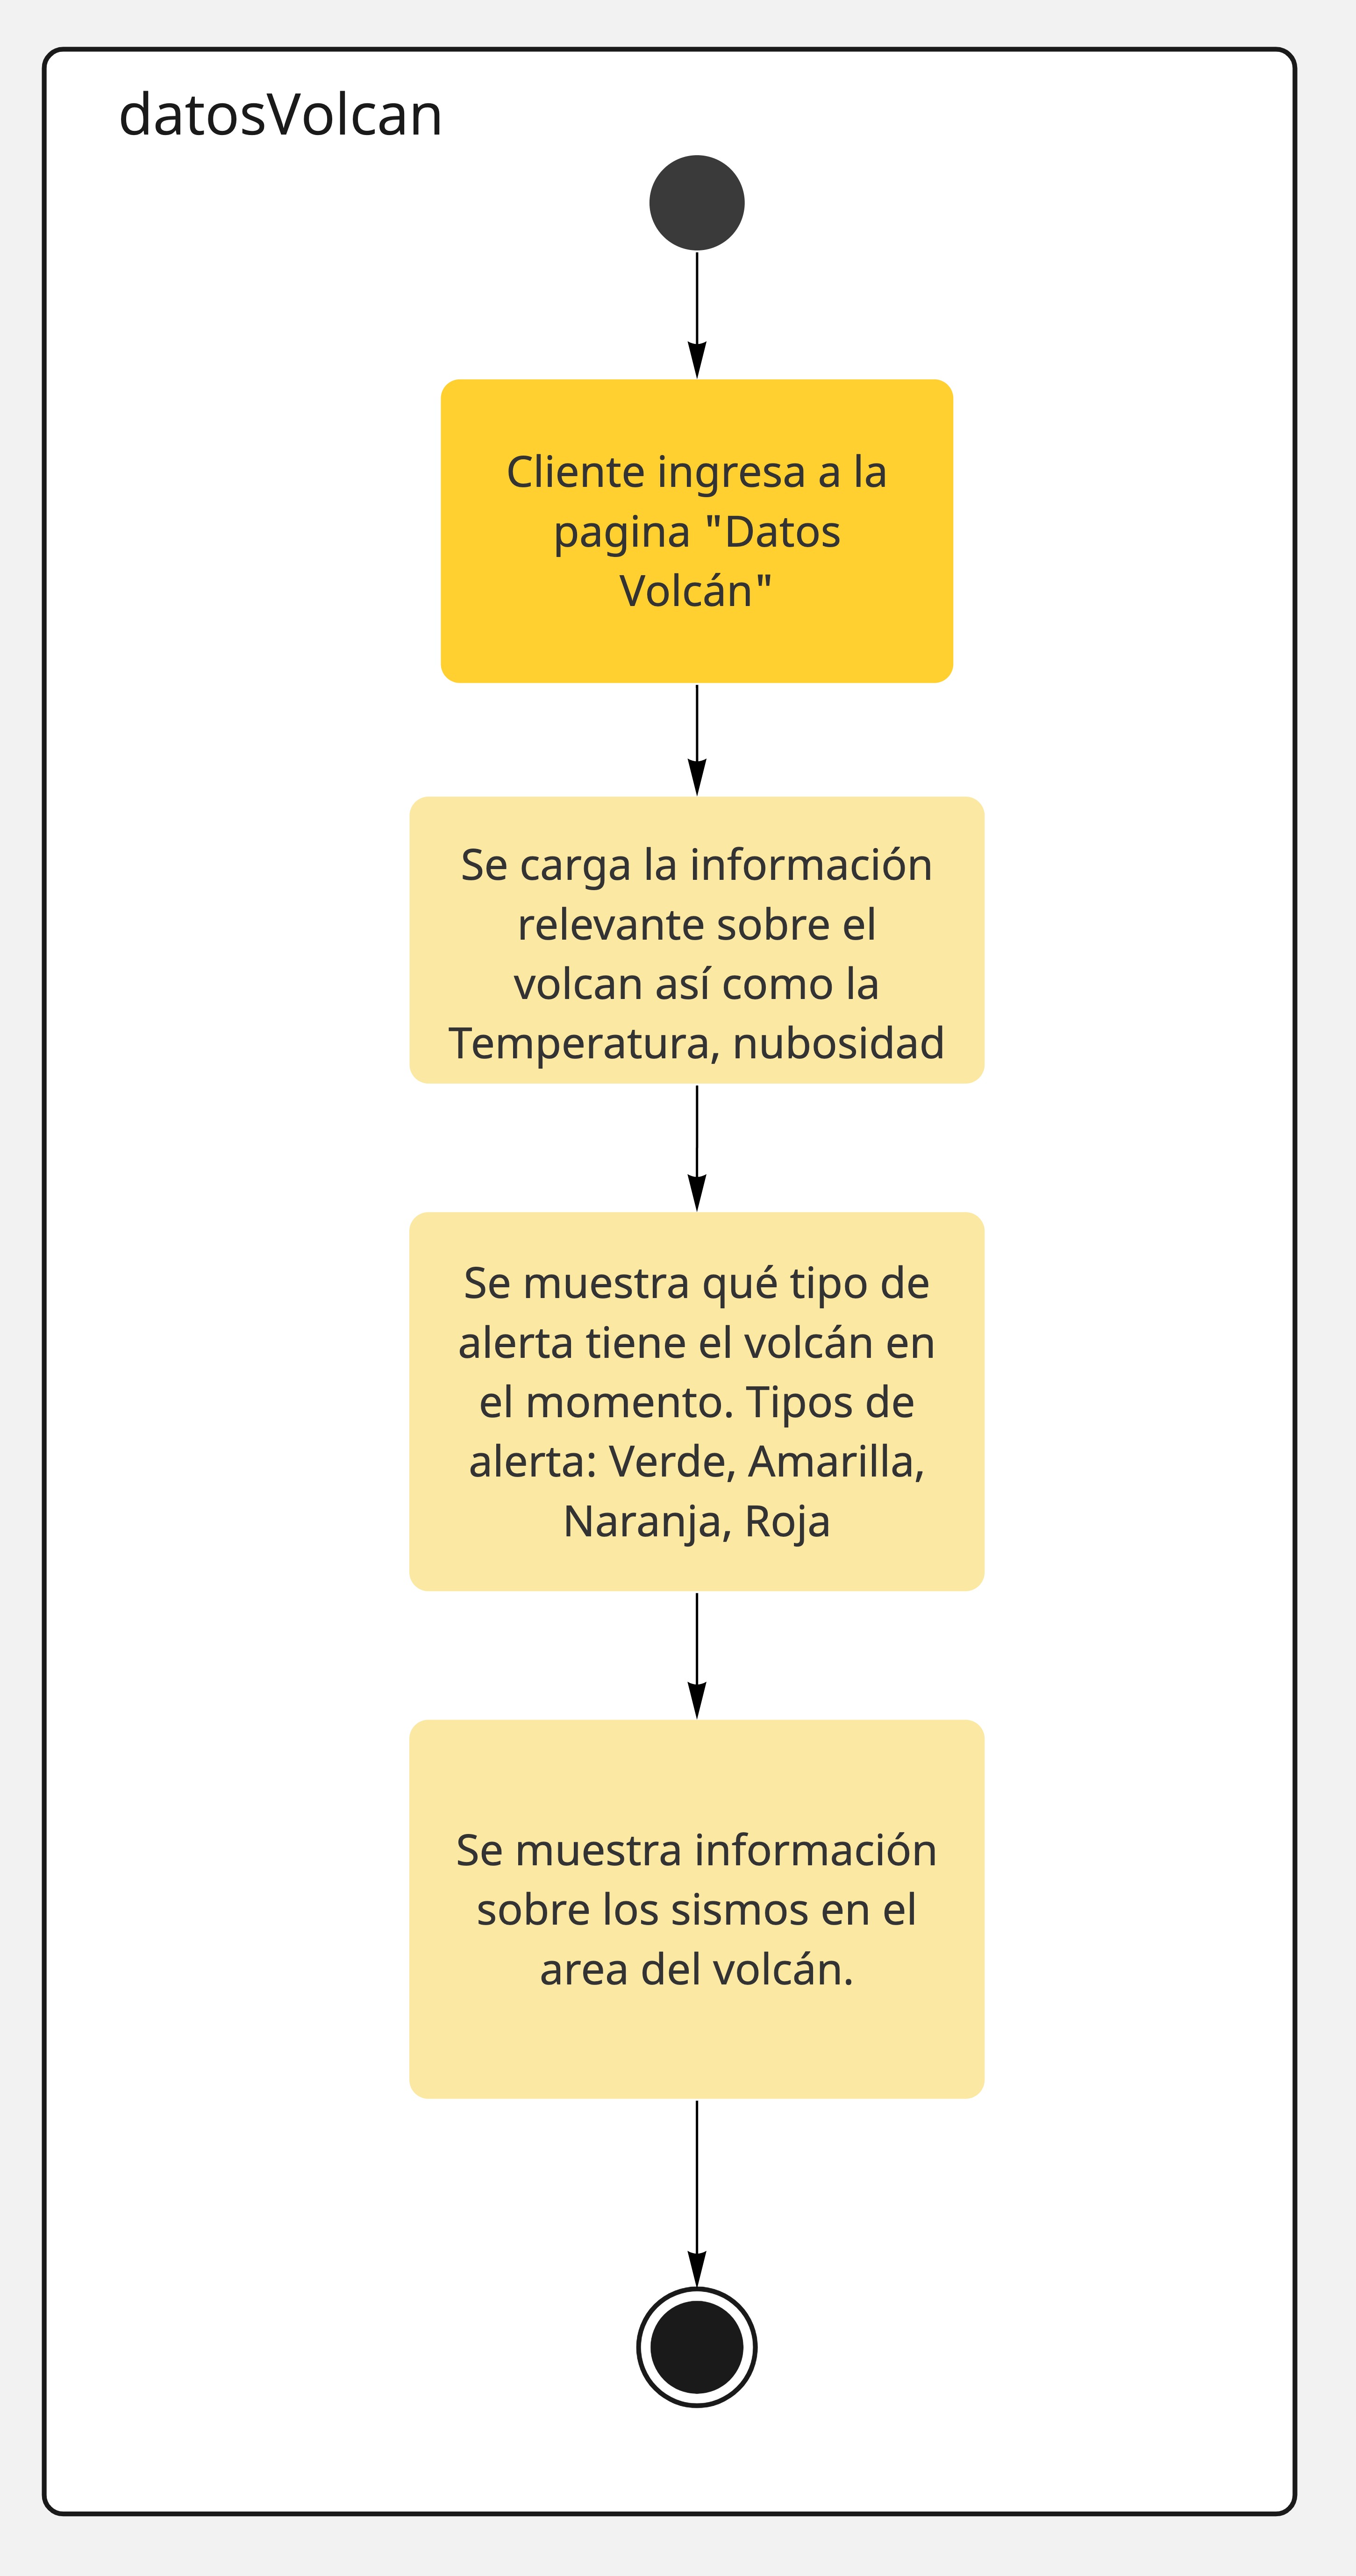 datosVolcan
Cliente ingresa a la
pagina "Datos
Volcán"
Se carga la información
relevante sobre el
volcan así como la
Temperatura, nubosidad
Se muestra qué tipo de
alerta tiene el volcán en
el momento. Tipos de
alerta: Verde, Amarilla,
Naranja, Roja
Se muestra información
sobre los sismos en el
area del volcán.